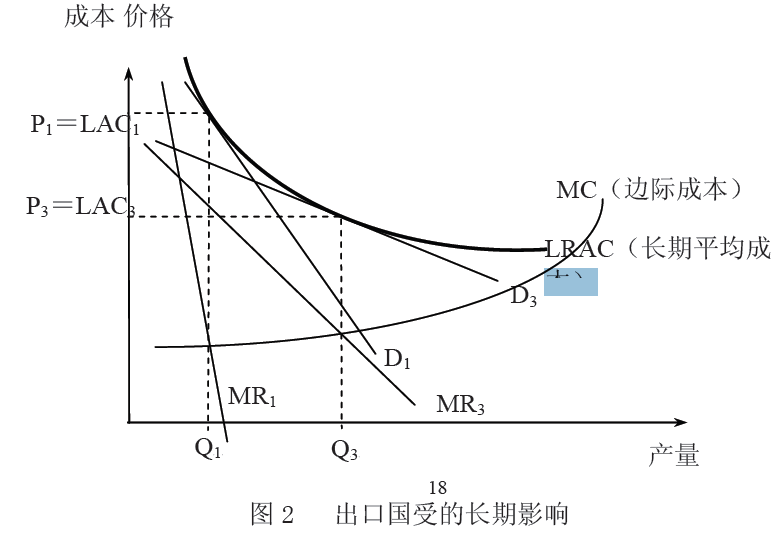 成本 价格
P₁＝LAC₁
P₃＝LAC₃
MC（边际成本）
LRAC（长期平均成
D₃
D₁
MR₁
MR₃
Q₁
Q₃
产量
18
图 2 出口国受的长期影响